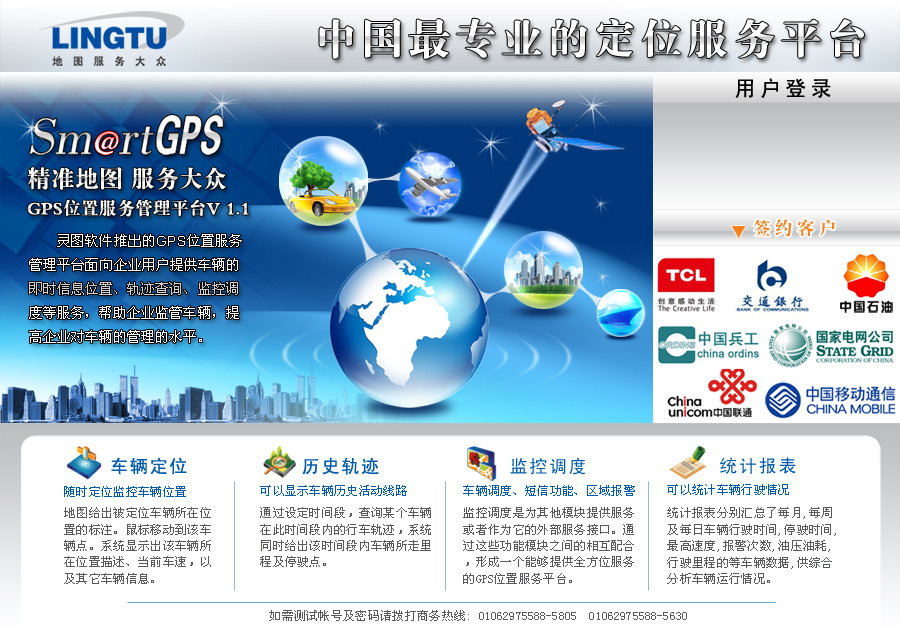 LINGTU
地图服务大众
中国最专业的定位服务平台
用户登录
Sm@rtGPS
精准地图 服务大众
GPS位置服务管理平台V 1.1
灵图软件推出的GPS位置服务
管理平台面向企业用户提供车辆的
即时信息位置、轨迹查询、监控调
度等服务，帮助企业监管车辆，提
高企业对车辆的管理的水平。
签约客户
TCL
创意感动生活
The Creative Life
交通银行
BANK OF COMMUNICATIONS
中国石油
ORDINS
中国兵工
china ordins
国家电网公司
STATE GRID
CORPORATION OF CHINA
China
unicom中国联通
中国移动通信
CHINA MOBILE
车辆定位
随时定位监控车辆位置
地图给出被定位车辆所在位
置的标注。鼠标移动到该车
辆点。系统显示出该车辆所
在位置描述、当前车速，以
及其它车辆信息。
历史轨迹
可以显示车辆历史活动线路
通过设定时间段，查询某个车辆
在此时间段内的行车轨迹，系统
同时给出该时间段内车辆所走里
程及停驶点。
监控调度
车辆调度、短信功能、区域报警
监控调度是为其他模块提供服务
或者作为它的外部服务接口。通
过这些功能模块之间的相互配合
，形成一个能够提供全方位服务
的GPS位置服务平台。
统计报表
可以统计车辆行驶情况
统计报表分别汇总了每月,每周
及每日车辆行驶时间,停驶时间,
最高速度,报警次数,油压油耗,
行驶里程的等车辆数据,供综合
分析车辆运行情况。
如需测试帐号及密码请拨打商务热线: 01062975588-5805 01062975588-5630